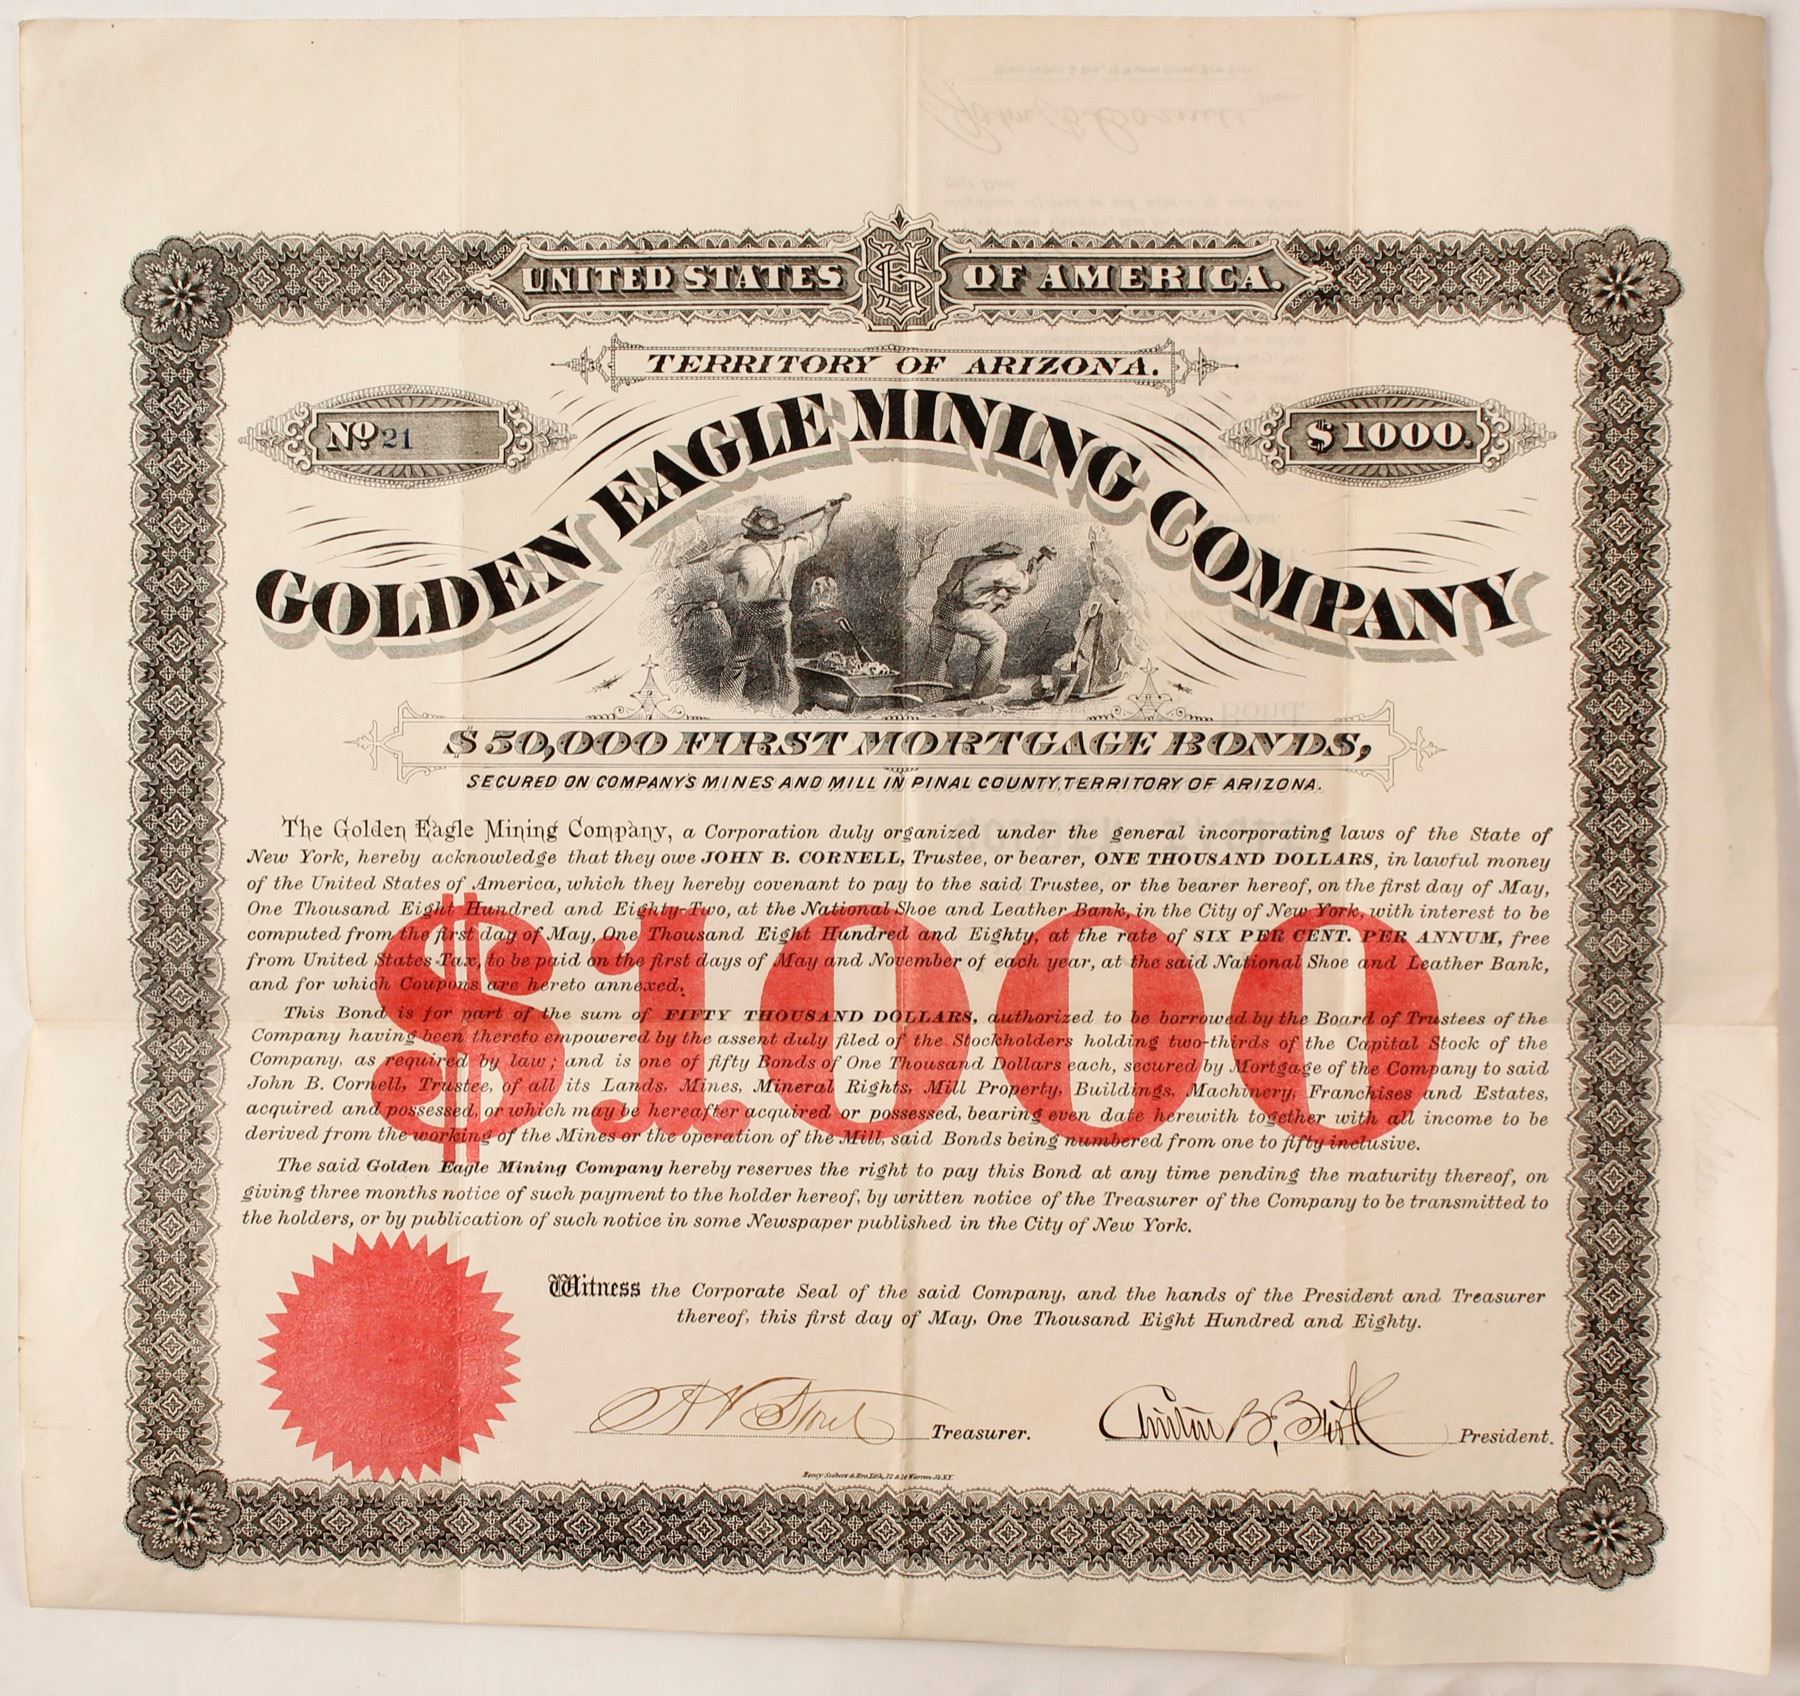 UNITED STATES OF AMERICA.
TERRITORY OF ARIZONA.
No 21
$1000.
GOLDEN EAGLE MINING COMPANY
$50,000 FIRST MORTGAGE BONDS,
SECURED ON COMPANY'S MINES AND MILL IN PINAL COUNTY, TERRITORY OF ARIZONA.
The Golden Eagle Mining Company, a Corporation duly organized under the general incorporating laws of the State of
New York, hereby acknowledge that they owe JOHN B. CORNELL, Trustee, or bearer, ONE THOUSAND DOLLARS, in lawful money
of the United States of America, which they hereby covenant to pay to the said Trustee, or the bearer hereof, on the first day of May,
One Thousand Eight Hundred and Eighty-Two, at the National Shoe and Leather Bank, in the City of New York, with interest to be
computed from the first day of May, One Thousand Eight Hundred and Eighty, at the rate of SIX PER CENT. PER ANNUM, free
from United States Tax, to be paid on the first days of May and November of each year, at the said National Shoe and Leather Bank,
and for which Coupons are hereto annexed.
$1000
This Bond is for part of the sum of FIFTY THOUSAND DOLLARS, authorized to be borrowed by the Board of Trustees of the
Company having been thereto empowered by the assent duly filed of the Stockholders holding two-thirds of the Capital Stock of the
Company, as required by law; and is one of fifty Bonds of One Thousand Dollars each, secured by Mortgage of the Company to said
John B. Cornell, Trustee, of all its Lands, Mines, Mineral Rights, Mill Property, Buildings, Machinery, Franchises and Estates,
acquired and possessed, or which may be hereafter acquired or possessed, bearing even date herewith together with all income to be
derived from the working of the Mines or the operation of the Mill, said Bonds being numbered from one to fifty inclusive.
The said Golden Eagle Mining Company hereby reserves the right to pay this Bond at any time pending the maturity thereof, on
giving three months notice of such payment to the holder hereof, by written notice of the Treasurer of the Company to be transmitted to
the holders, or by publication of such notice in some Newspaper published in the City of New York.
Witness the Corporate Seal of the said Company, and the hands of the President and Treasurer
thereof, this first day of May, One Thousand Eight Hundred and Eighty.
Treasurer.
President.
Henry Seibert & Bro. Lith, 12 & 14 Warren St. N.Y.
Golden Eagle Mining Co